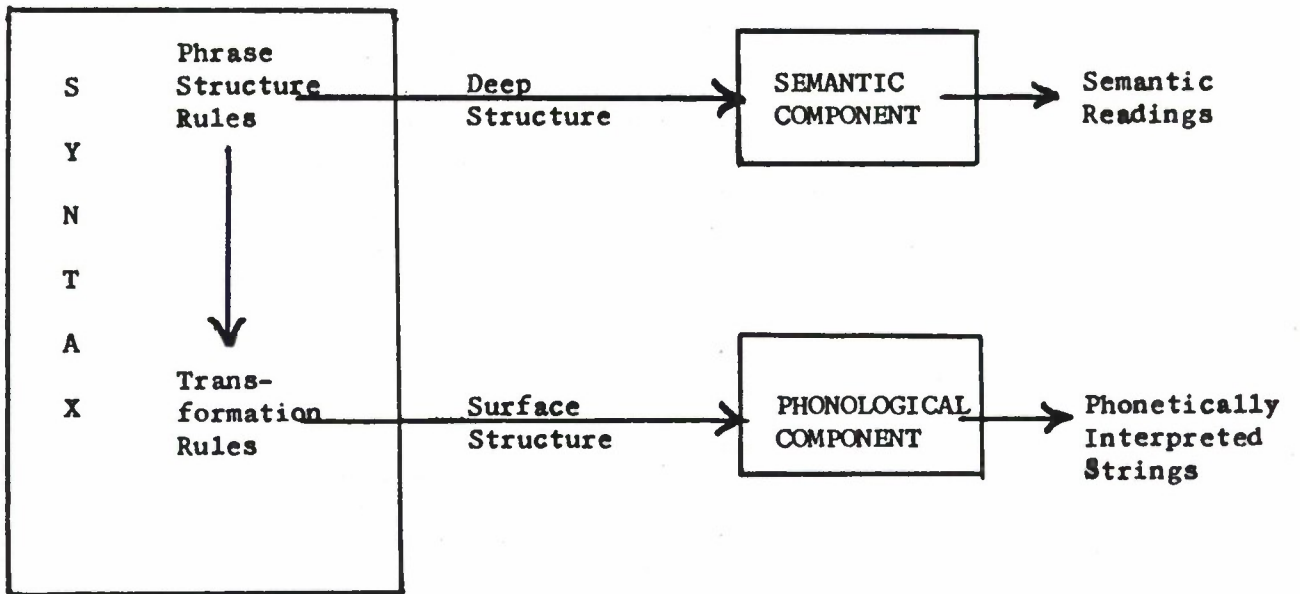 S
Y
N
T
A
X
Phrase
Structure
Rules
Deep
Structure
SEMANTIC
COMPONENT
Semantic
Readings
Trans-
formation
Rules
Surface
Structure
PHONOLOGICAL
COMPONENT
Phonetically
Interpreted
Strings